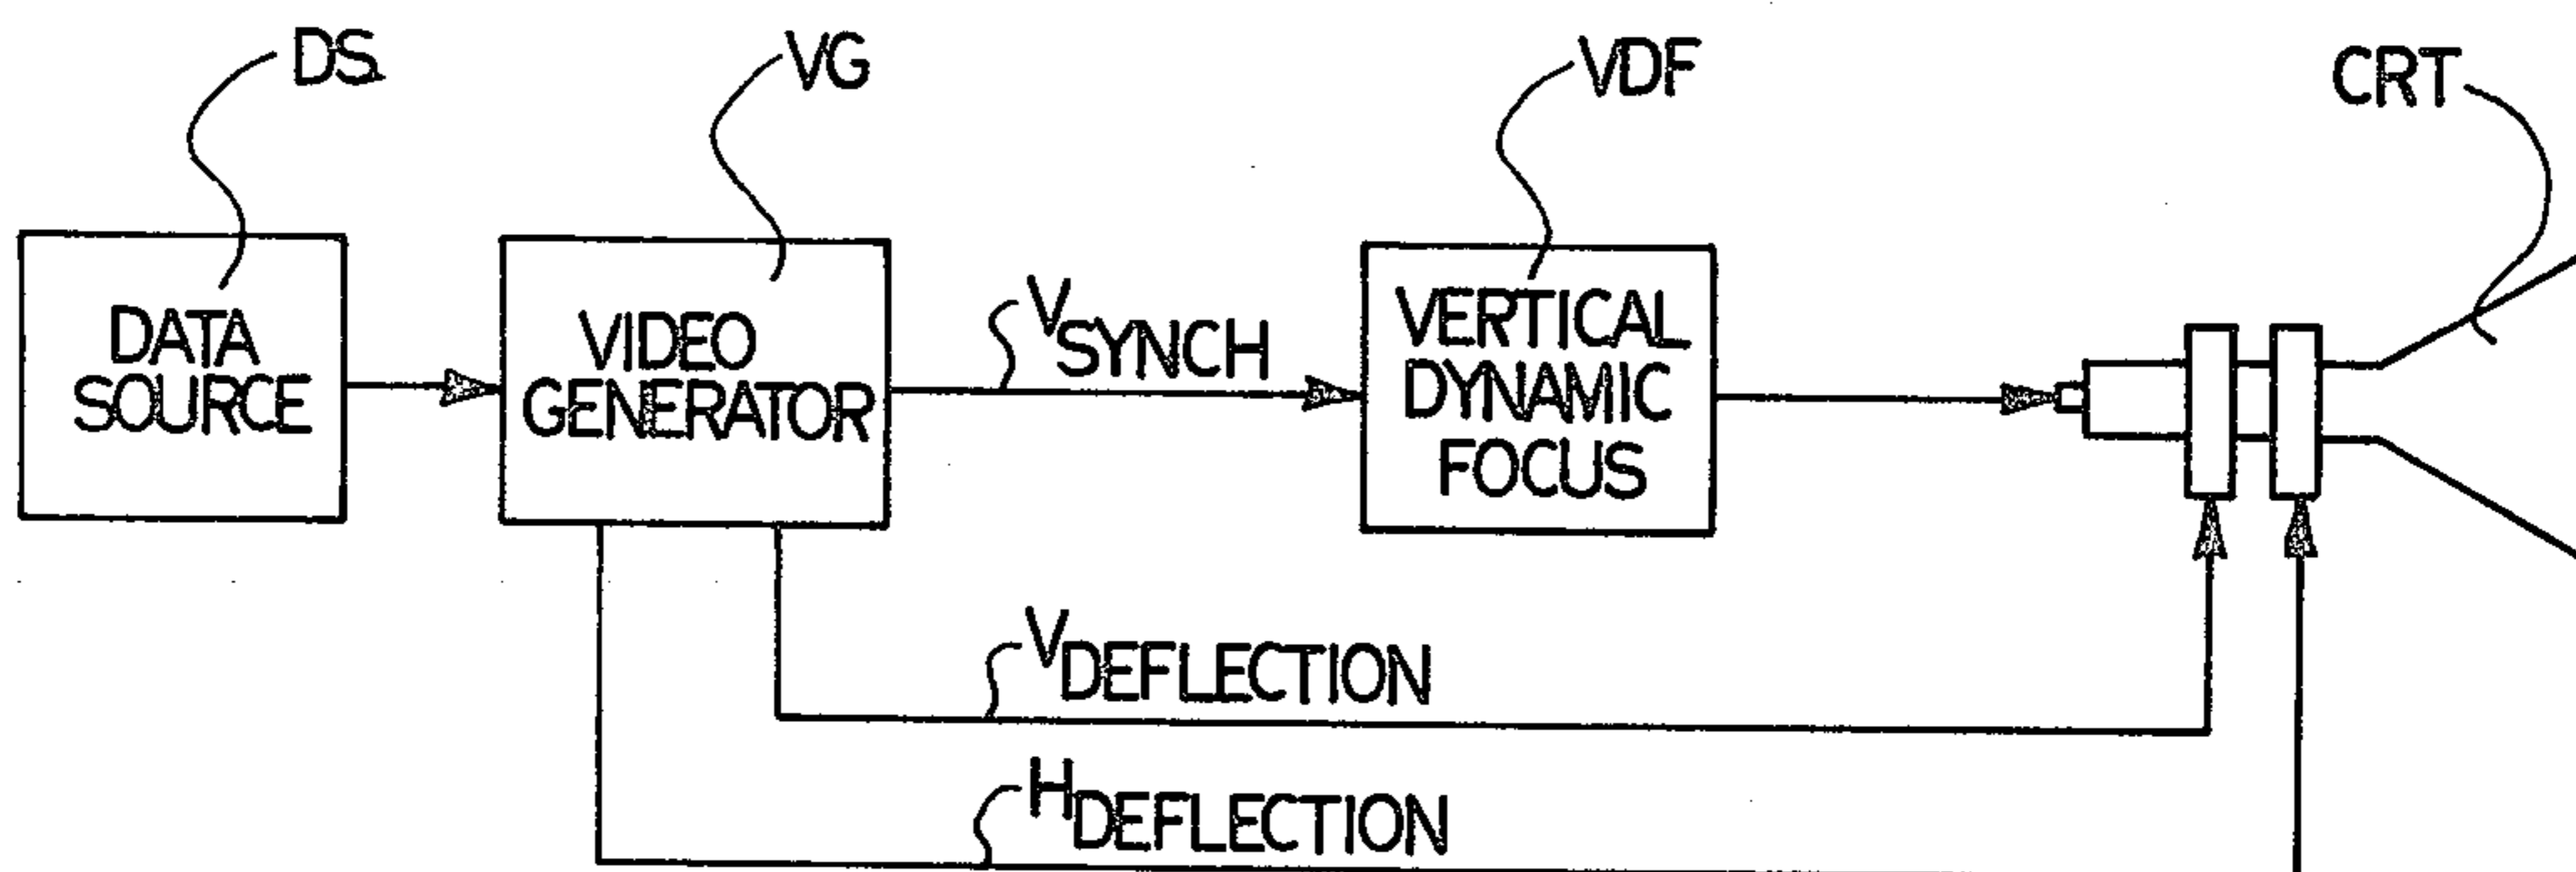 DS
VG
VDF
CRT
DATA
SOURCE
VIDEO
GENERATOR
VSYNCH
VERTICAL
DYNAMIC
FOCUS
VDEFLECTION
HDEFLECTION